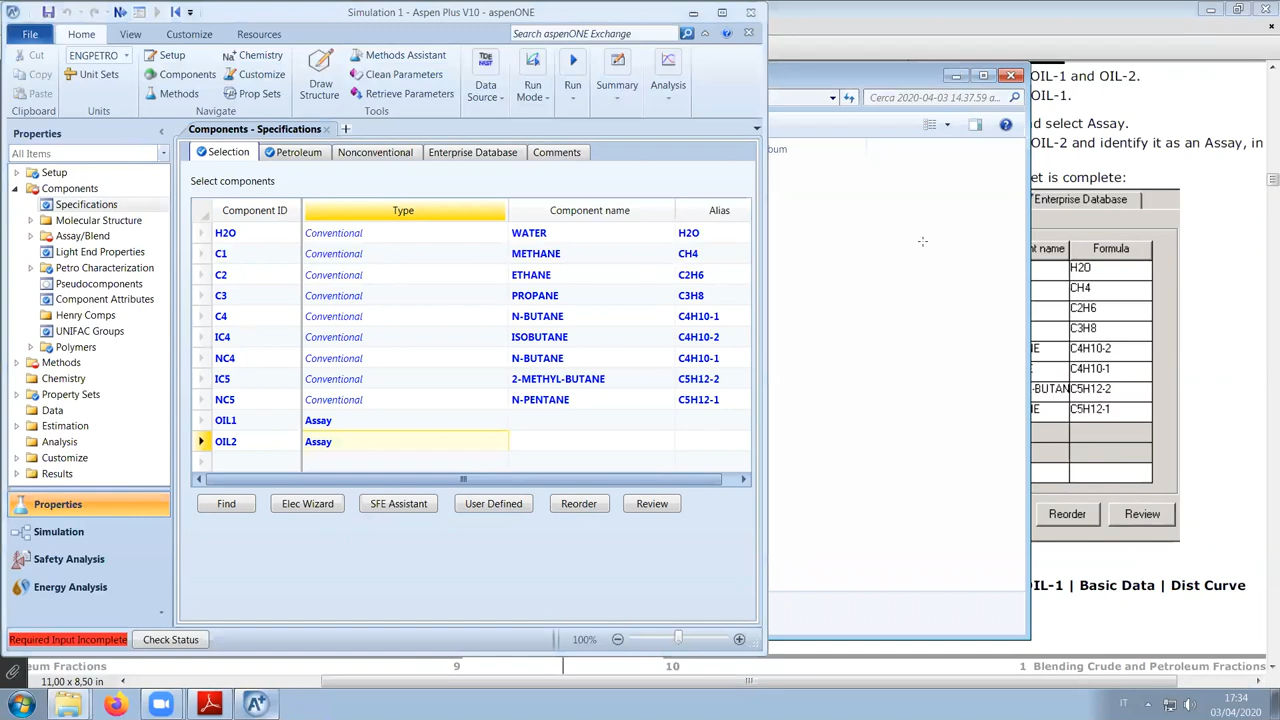 Simulation 1 - Aspen Plus V10 - aspenONE
File Home View Customize Resources
Search aspenONE Exchange
Cut
Copy
Paste
Clipboard
ENGPETRO
Unit Sets
Units
Setup
Components
Methods
Chemistry
Customize
Prop Sets
Navigate
Draw
Structure
Methods Assistant
Clean Parameters
Retrieve Parameters
Tools
Data
Source
Run
Mode
Run
Summary
Analysis
Properties
All Items
Setup
Components
Specifications
Molecular Structure
Assay/Blend
Light End Properties
Petro Characterization
Pseudocomponents
Component Attributes
Henry Comps
UNIFAC Groups
Polymers
Methods
Chemistry
Property Sets
Data
Estimation
Analysis
Customize
Results
Properties
Simulation
Safety Analysis
Energy Analysis
Components - Specifications
Selection Petroleum Nonconventional Enterprise Database Comments
Select components
Component ID Type Component name Alias
H2O Conventional WATER H2O
C1 Conventional METHANE CH4
C2 Conventional ETHANE C2H6
C3 Conventional PROPANE C3H8
C4 Conventional N-BUTANE C4H10-1
IC4 Conventional ISOBUTANE C4H10-2
NC4 Conventional N-BUTANE C4H10-1
IC5 Conventional 2-METHYL-BUTANE C5H12-2
NC5 Conventional N-PENTANE C5H12-1
OIL1 Assay
OIL2 Assay
Find Elec Wizard SFE Assistant User Defined Reorder Review
Required Input Incomplete Check Status
100%
Cerca 2020-04-03 14.37.59 a...
bum
OIL-1 and OIL-2.
OIL-1.
d select Assay.
OIL-2 and identify it as an Assay, in
et is complete:
Enterprise Database
nt name Formula
H2O
CH4
C2H6
C3H8
NE C4H10-2
C4H10-1
-BUTAN C5H12-2
NE C5H12-1
Reorder Review
OIL-1 | Basic Data | Dist Curve
eum Fractions 9 10 1 Blending Crude and Petroleum Fractions
11,00 x 8,50 in
IT
17:34
03/04/2020